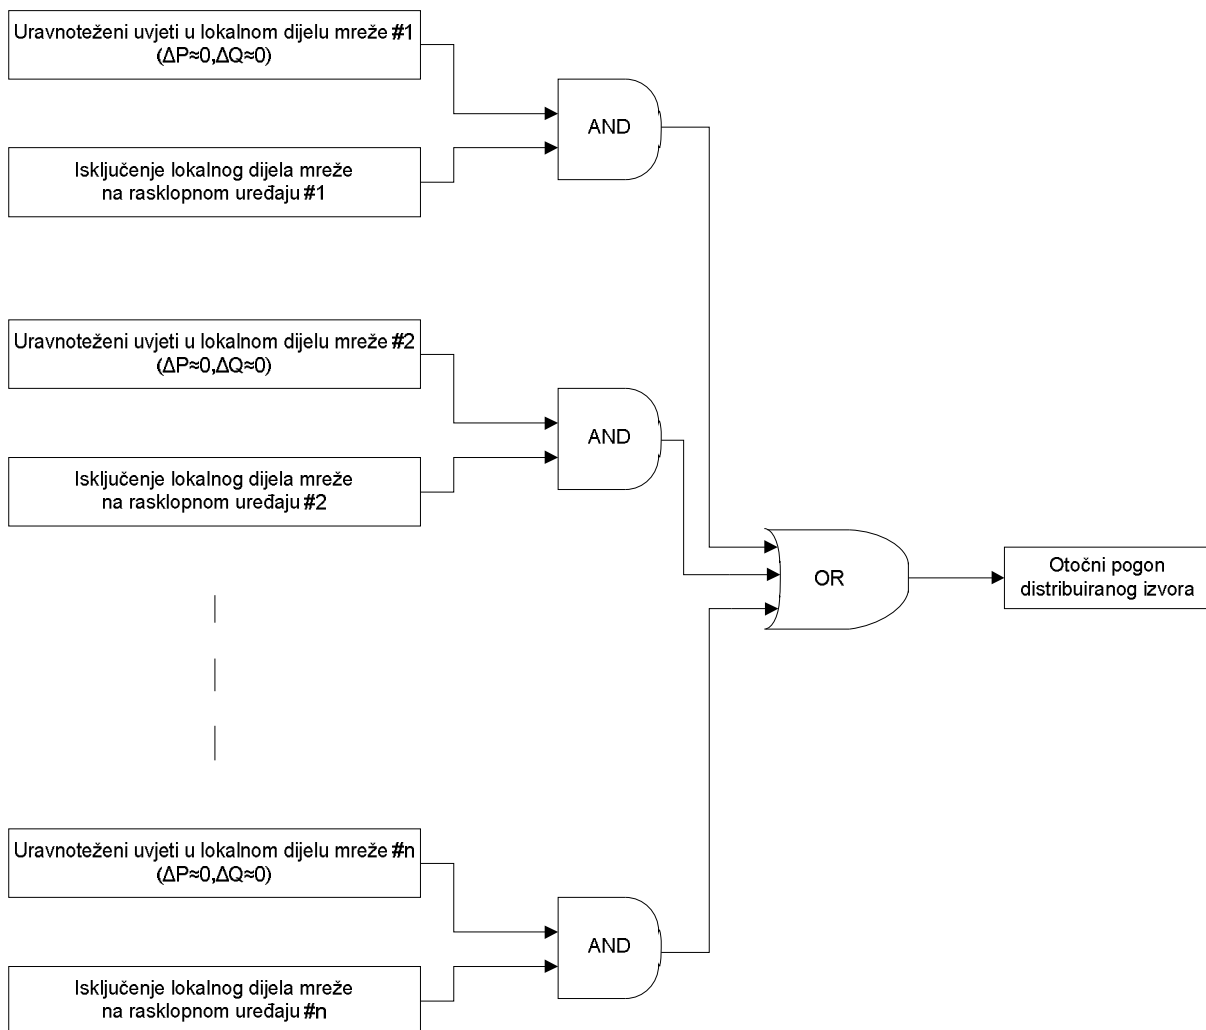 Uravnoteženi uvjeti u lokalnom dijelu mreže #1
(ΔP≈0,ΔQ≈0)
AND
Isključenje lokalnog dijela mreže
na rasklopnom uređaju #1
Uravnoteženi uvjeti u lokalnom dijelu mreže #2
(ΔP≈0,ΔQ≈0)
AND
Isključenje lokalnog dijela mreže
na rasklopnom uređaju #2
OR
Otočni pogon
distribuiranog izvora
Uravnoteženi uvjeti u lokalnom dijelu mreže #n
(ΔP≈0,ΔQ≈0)
AND
Isključenje lokalnog dijela mreže
na rasklopnom uređaju #n